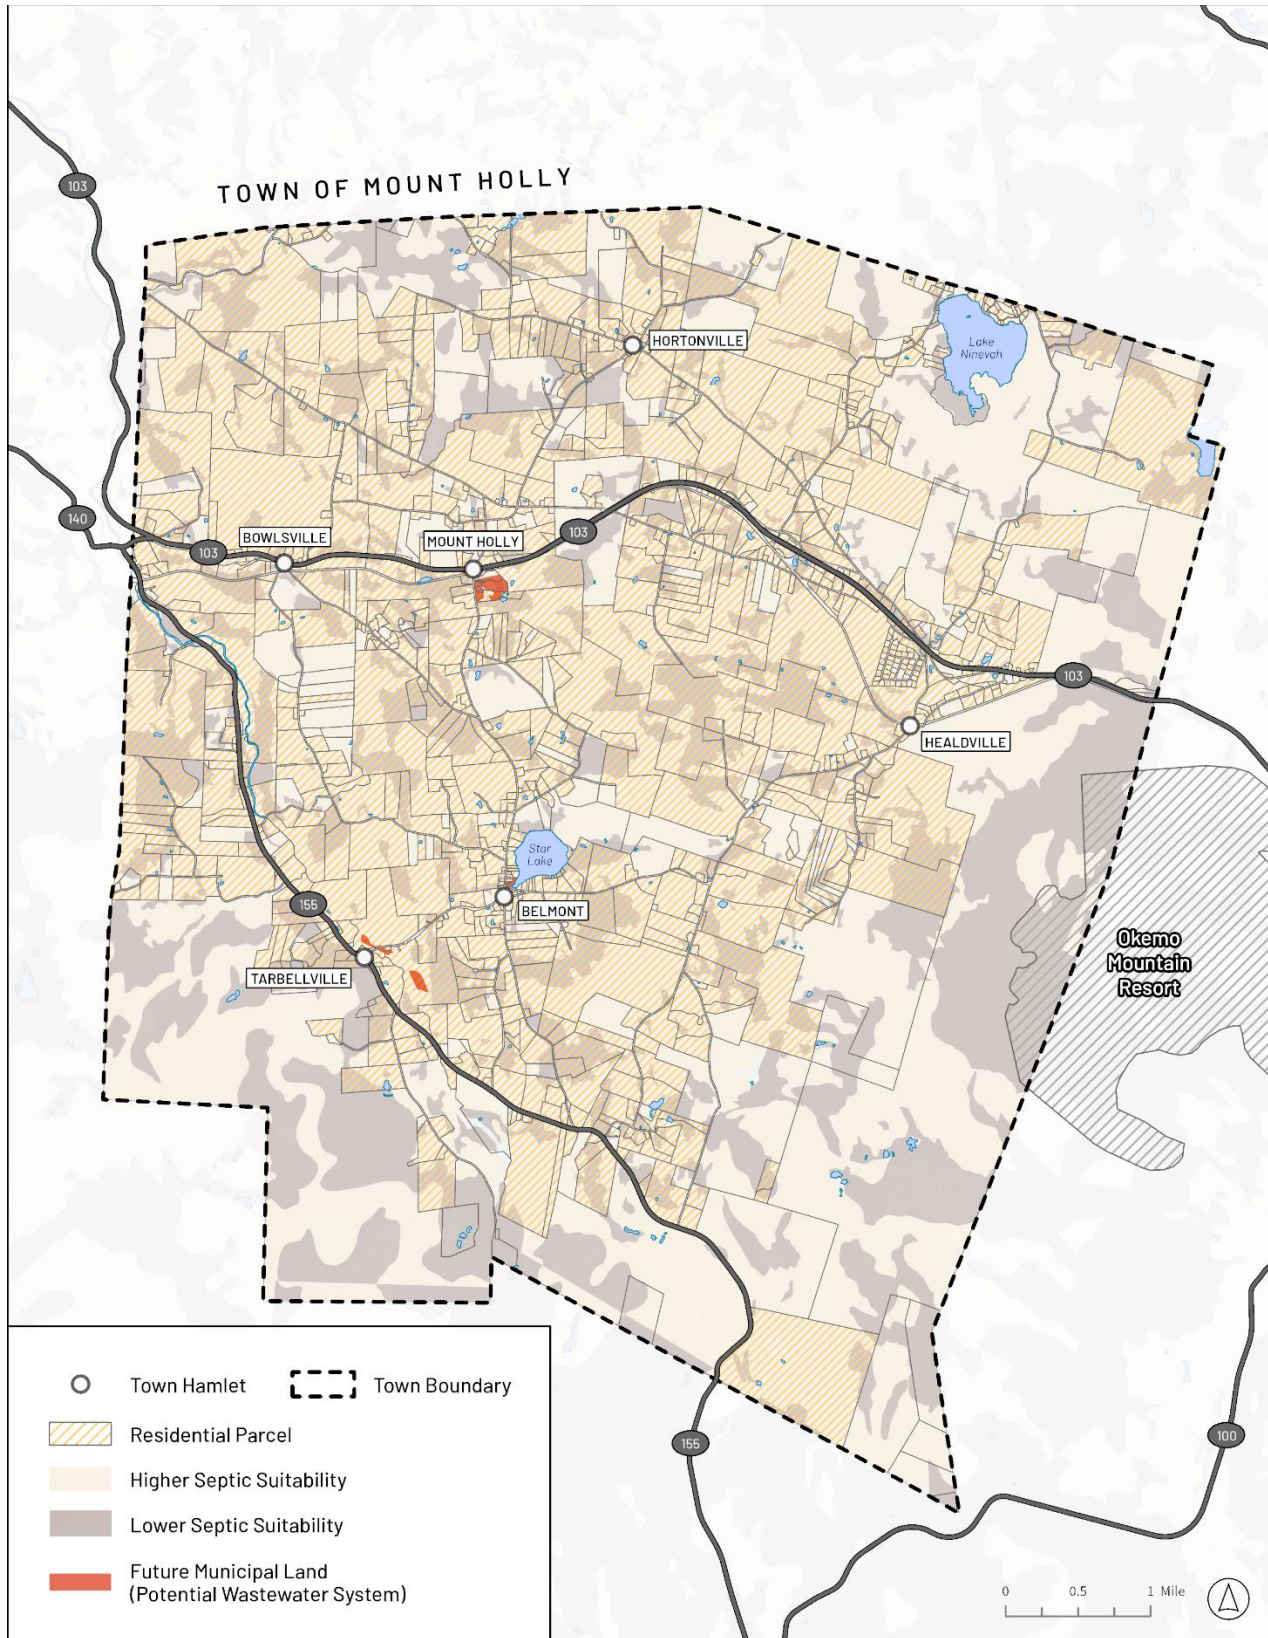 TOWN OF MOUNT HOLLY
103
HORTONVILLE
Lake
Ninevah
140
103
BOWLSVILLE
MOUNT HOLLY
103
103
HEALDVILLE
Star
Lake
BELMONT
155
TARBELLVILLE
Okemo
Mountain
Resort
155
100
Town Hamlet
Town Boundary
Residential Parcel
Higher Septic Suitability
Lower Septic Suitability
Future Municipal Land
(Potential Wastewater System)
0 0.5 1 Mile